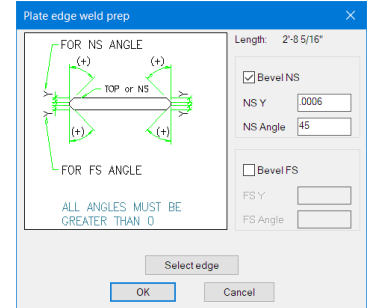 Plate edge weld prep
FOR NS ANGLE
(+) (+)
TOP or NS
Y Y
Y Y
(+) (+)
FOR FS ANGLE
ALL ANGLES MUST BE
GREATER THAN 0
Length: 2'-8 5/16"
Bevel NS
NS Y .0006
NS Angle 45
Bevel FS
FS Y
FS Angle
Select edge
OK Cancel